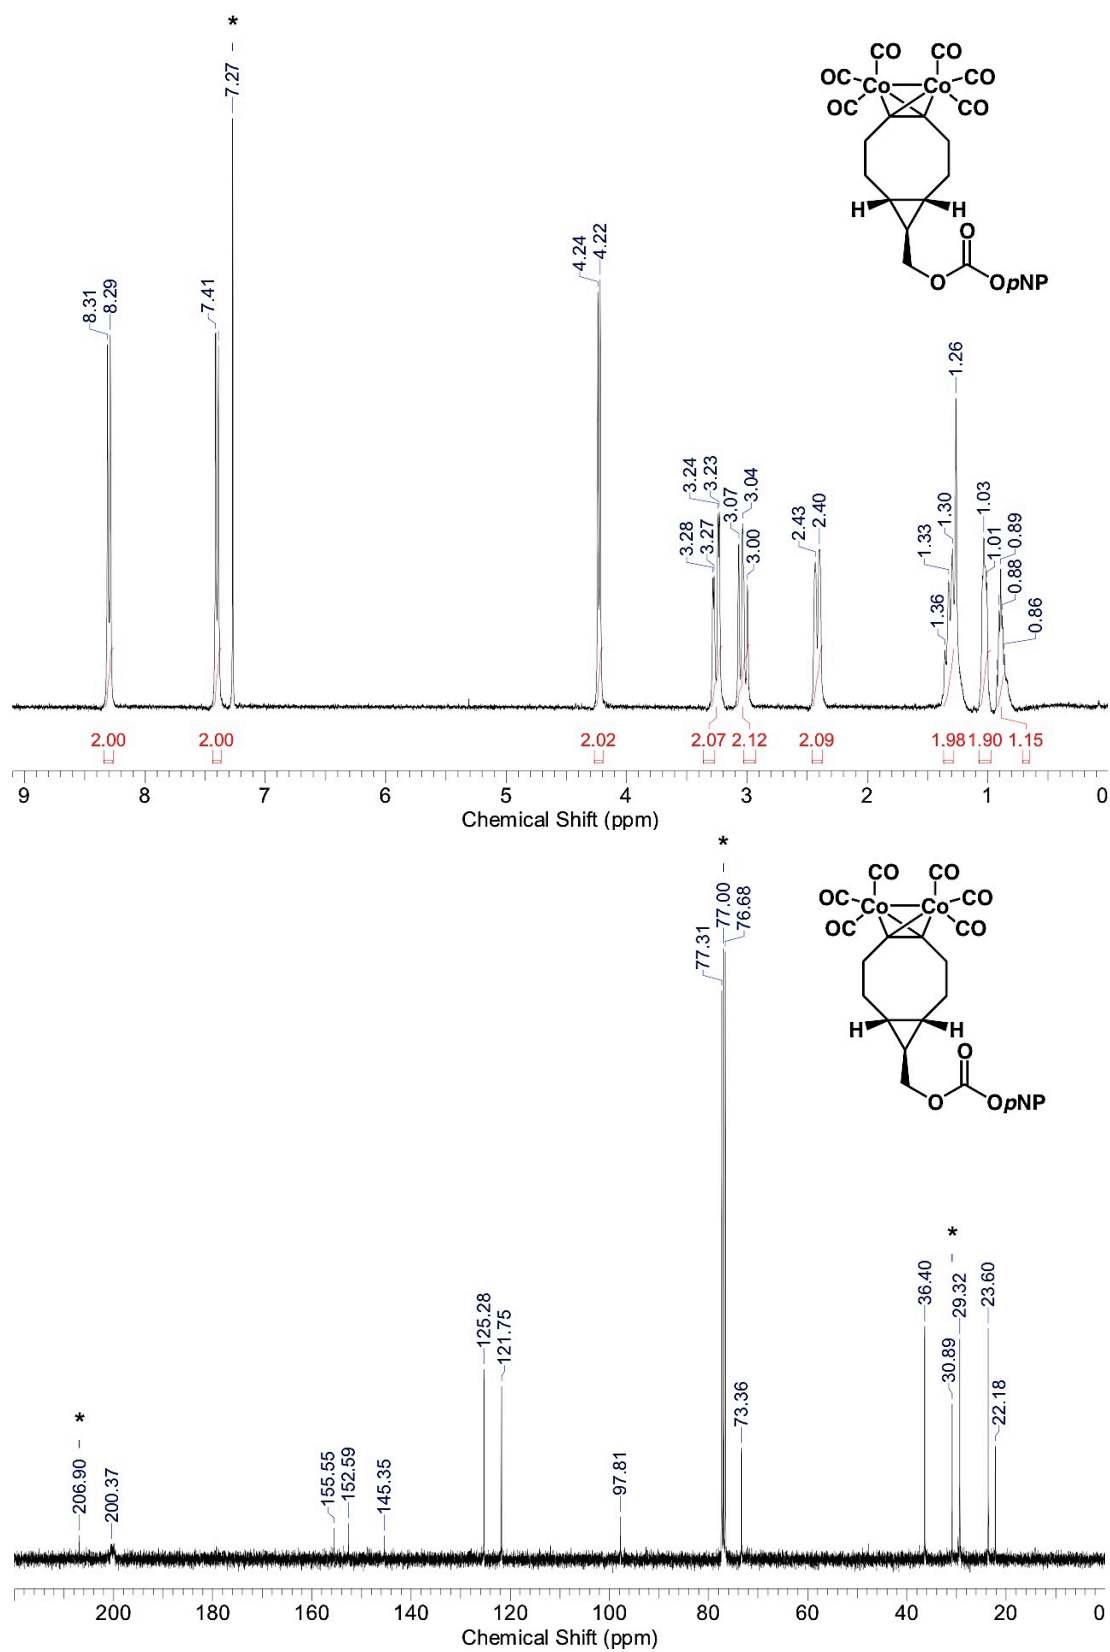 *
7.27
8.31
8.29
7.41
4.24
4.22
3.28
3.27
3.24
3.23
3.07
3.04
3.00
2.43
2.40
1.36
1.33
1.30
1.26
1.03
1.01
0.89
0.88
0.86
CO CO
OC Co Co CO
OC CO
H H
O
O OpNP
2.00 2.00 2.02 2.07 2.12 2.09 1.98 1.90 1.15
9 8 7 6 5 4 3 2 1 0
Chemical Shift (ppm)
*
77.31
77.00
76.68
CO CO
OC Co Co CO
OC CO
H H
O
O OpNP
*
206.90
200.37
155.55
152.59
145.35
125.28
121.75
97.81
73.36
*
36.40
30.89
29.32
23.60
22.18
200 180 160 140 120 100 80 60 40 20 0
Chemical Shift (ppm)